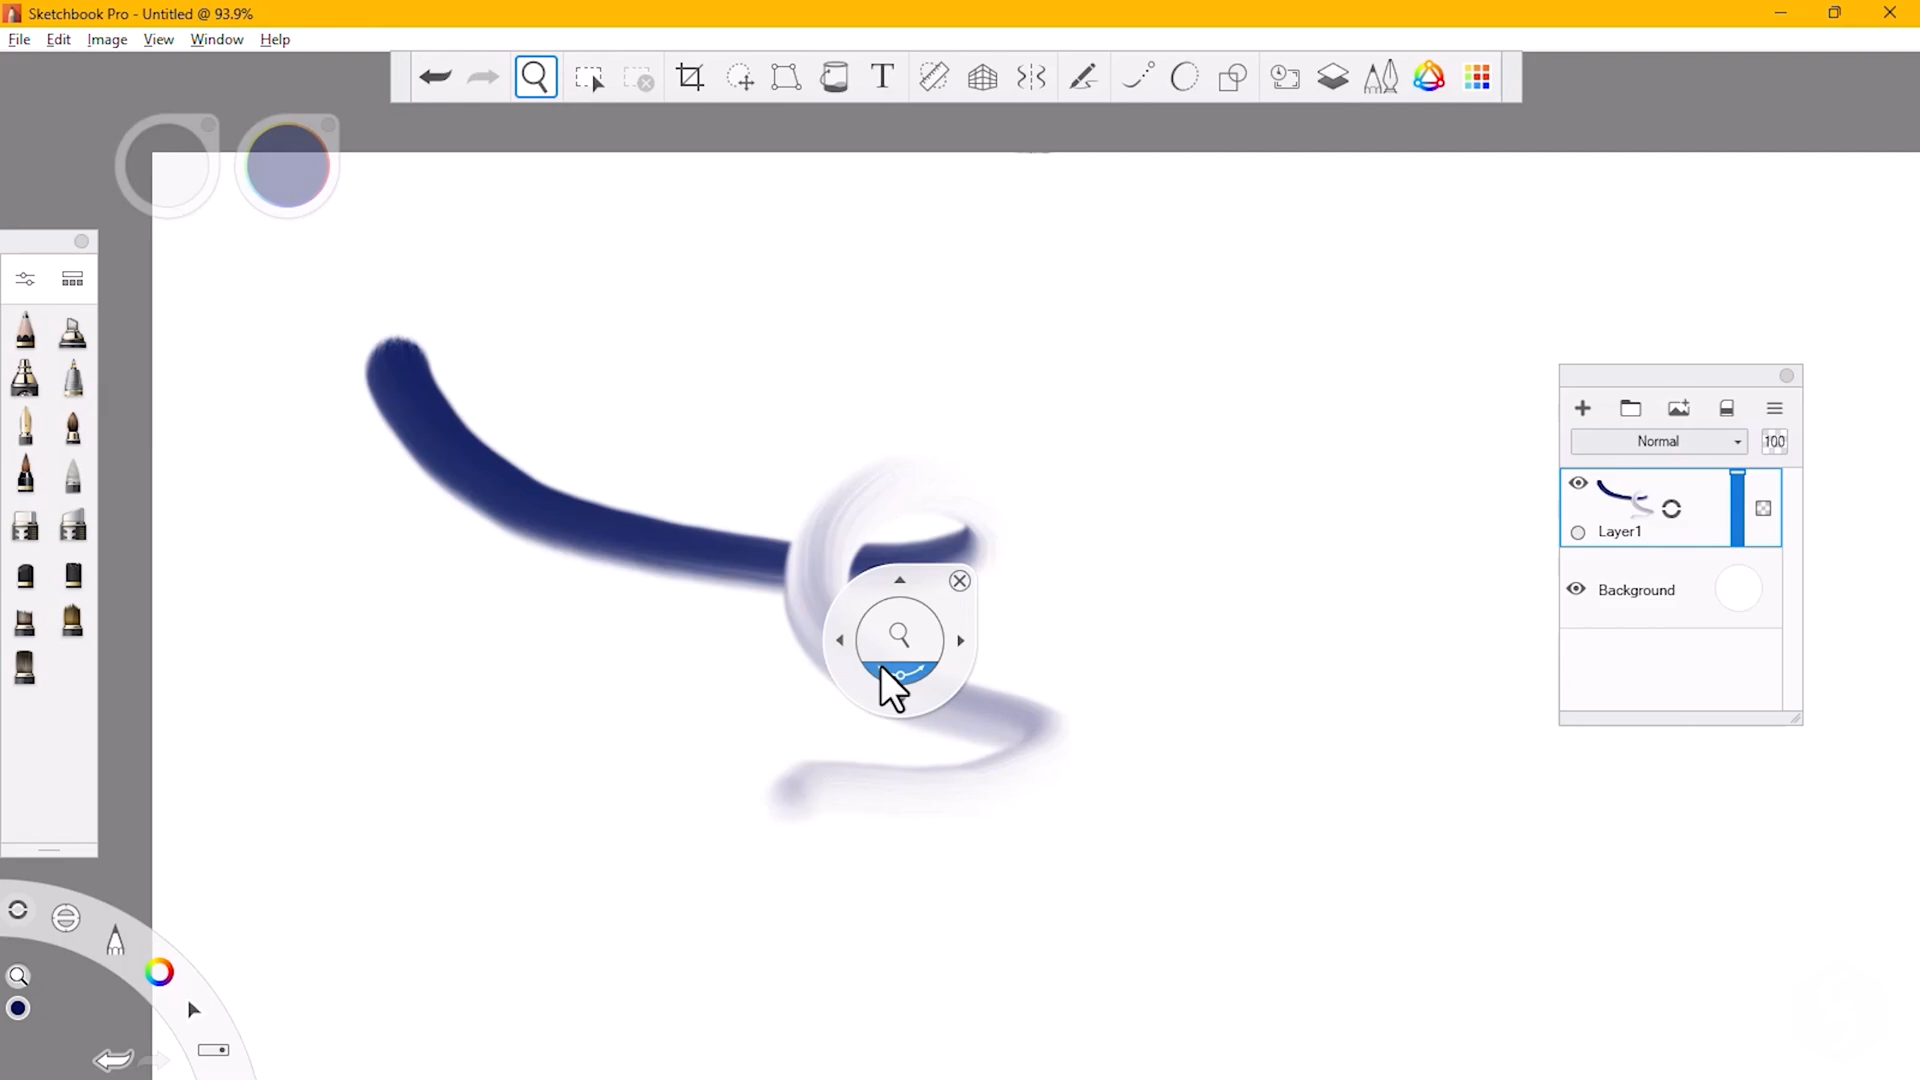 Sketchbook Pro - Untitled @ 93.9%
File Edit Image View Window Help
T
Normal 100
Layer1
Background